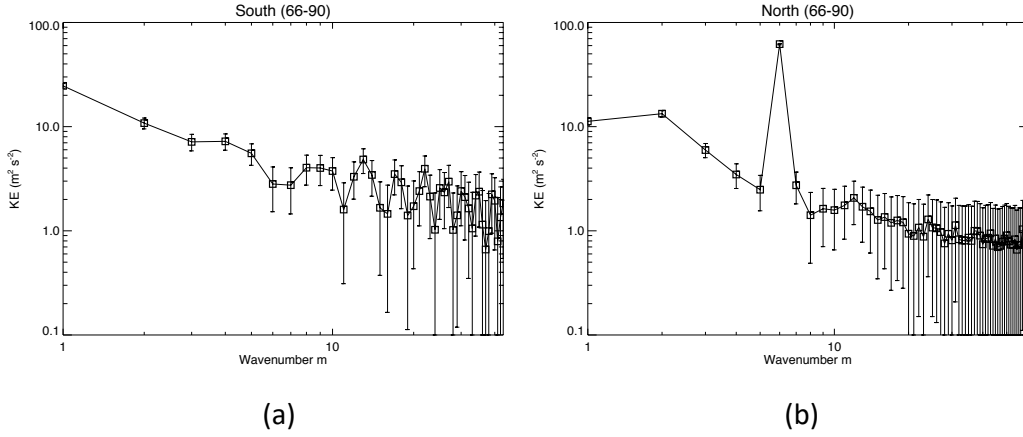 South (66-90)
100.0
10.0
1.0
0.1
KE (m² s⁻²)
1
10
Wavenumber m
(a)
North (66-90)
100.0
10.0
1.0
0.1
KE (m² s⁻²)
1
10
Wavenumber m
(b)